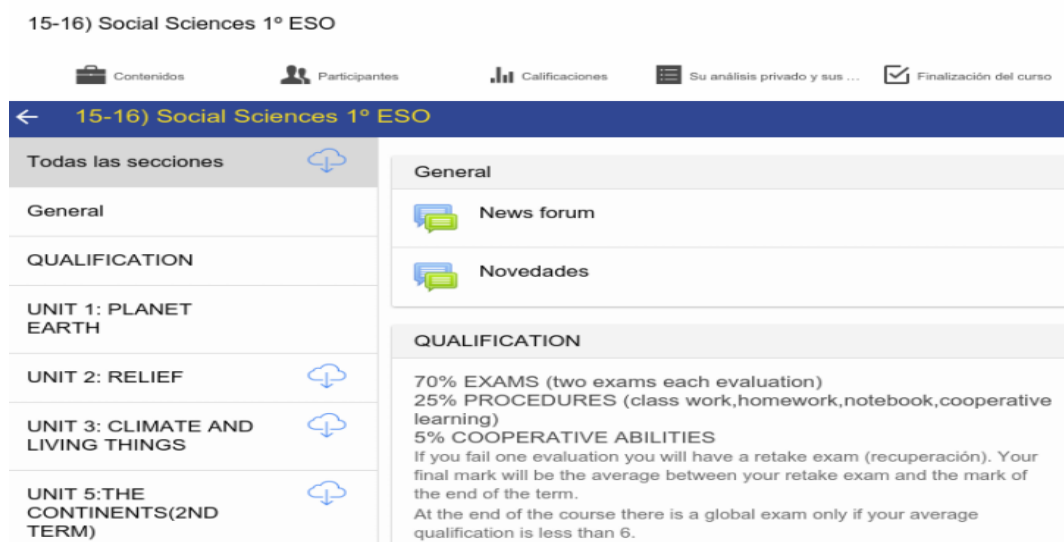 15-16) Social Sciences 1º ESO
Contenidos
Participantes
Calificaciones
Su análisis privado y sus ...
Finalización del curso
15-16) Social Sciences 1º ESO
Todas las secciones
General
QUALIFICATION
UNIT 1: PLANET
EARTH
UNIT 2: RELIEF
UNIT 3: CLIMATE AND
LIVING THINGS
UNIT 5:THE
CONTINENTS(2ND
TERM)
General
News forum
Novedades
QUALIFICATION
70% EXAMS (two exams each evaluation)
25% PROCEDURES (class work,homework,notebook,cooperative
learning)
5% COOPERATIVE ABILITIES
If you fail one evaluation you will have a retake exam (recuperación). Your
final mark will be the average between your retake exam and the mark of
the end of the term.
At the end of the course there is a global exam only if your average
qualification is less than 6.